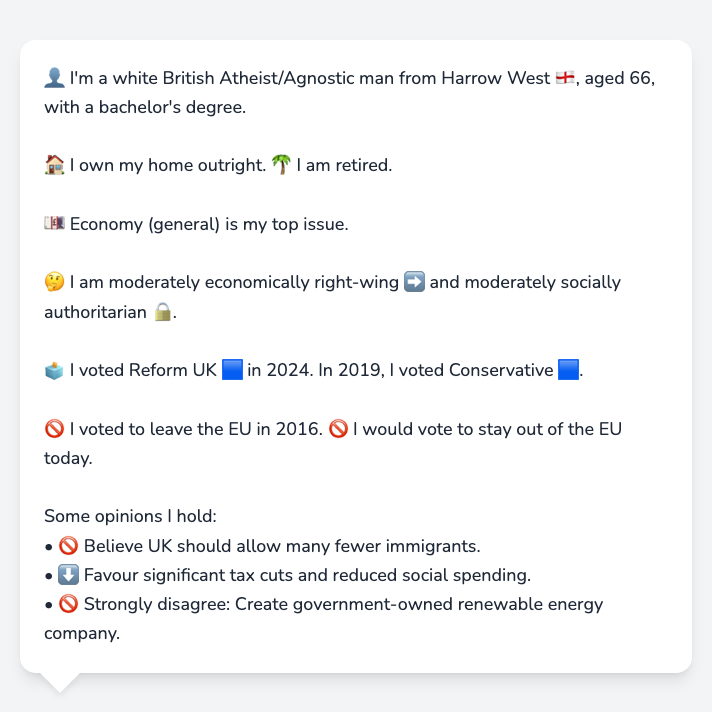 👤 I'm a white British Atheist/Agnostic man from Harrow West 🏴󠁧󠁢󠁥󠁮󠁧󠁿, aged 66,
with a bachelor's degree.
🏠 I own my home outright. 🌴 I am retired.
💷 Economy (general) is my top issue.
🤔 I am moderately economically right-wing ➡️ and moderately socially
authoritarian 🔒.
🗳️ I voted Reform UK 🟦 in 2024. In 2019, I voted Conservative 🟦.
🚫 I voted to leave the EU in 2016. 🚫 I would vote to stay out of the EU
today.
Some opinions I hold:
• 🚫 Believe UK should allow many fewer immigrants.
• ⬇️ Favour significant tax cuts and reduced social spending.
• 🚫 Strongly disagree: Create government-owned renewable energy
company.